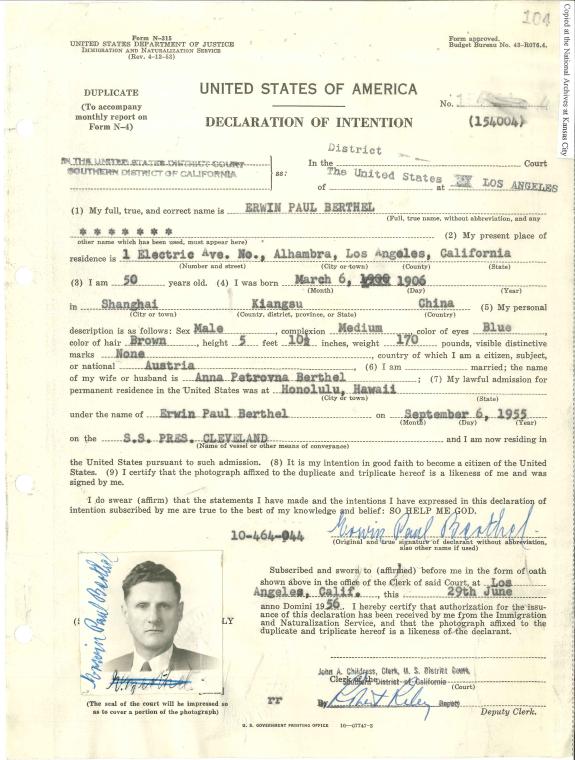 104
Copied at the National Archives at Kansas City
Form N-315
UNITED STATES DEPARTMENT OF JUSTICE
IMMIGRATION AND NATURALIZATION SERVICE
(Rev. 4-12-53)
Form approved.
Budget Bureau No. 43-R076.4.
DUPLICATE
(To accompany
monthly report on
Form N-4)
UNITED STATES OF AMERICA
DECLARATION OF INTENTION
No.
(154004)
IN THE UNITED STATES DISTRICT COURT
SOUTHERN DISTRICT OF CALIFORNIA
ss:
District
In the Court
of The United States at LOS ANGELES
(1) My full, true, and correct name is ERWIN PAUL BERTHEL
(Full, true name, without abbreviation, and any
* * * * * * * (2) My present place of
other name which has been used, must appear here)
residence is 1 Electric Ave. No., Alhambra, Los Angeles, California
(Number and street) (City or town) (County) (State)
(3) I am 50 years old. (4) I was born March 6, 1906
(Month) (Day) (Year)
in Shanghai Kiangsu China (5) My personal
(City or town) (County, district, province, or State) (Country)
description is as follows: Sex Male, complexion Medium color of eyes Blue
color of hair Brown, height 5 feet 10½ inches, weight 170 pounds, visible distinctive
marks None, country of which I am a citizen, subject,
or national Austria, (6) I am married; the name
of my wife or husband is Anna Petrovna Berthel; (7) My lawful admission for
permanent residence in the United States was at Honolulu, Hawaii
(City or town) (State)
under the name of Erwin Paul Berthel on September 6, 1955
(Month) (Day) (Year)
on the S.S. PRES. CLEVELAND and I am now residing in
(Name of vessel or other means of conveyance)
the United States pursuant to such admission. (8) It is my intention in good faith to become a citizen of the United
States. (9) I certify that the photograph affixed to the duplicate and triplicate hereof is a likeness of me and was
signed by me.
I do swear (affirm) that the statements I have made and the intentions I have expressed in this declaration of
intention subscribed by me are true to the best of my knowledge and belief: SO HELP ME GOD.
10-464-944
Erwin Paul Berthel
(Original and true signature of declarant without abbreviation,
also other name if used)
Subscribed and sworn to (affirmed) before me in the form of oath
shown above in the office of the Clerk of said Court, at Los
Angeles, Calif., this 29th June
anno Domini 1956 I hereby certify that authorization for the issu-
ance of this declaration has been received by me from the Immigration
and Naturalization Service, and that the photograph affixed to the
duplicate and triplicate hereof is a likeness of the declarant.
Erwin Paul Berthel
(S
LY
(The seal of the court will be impressed so
as to cover a portion of the photograph)
John A. Childress, Clerk, U. S. District Court,
Southern District of California
Clerk of the
(Court)
FF
By Robert Riley Deputy
Deputy Clerk.
U. S. GOVERNMENT PRINTING OFFICE 16-67747-2